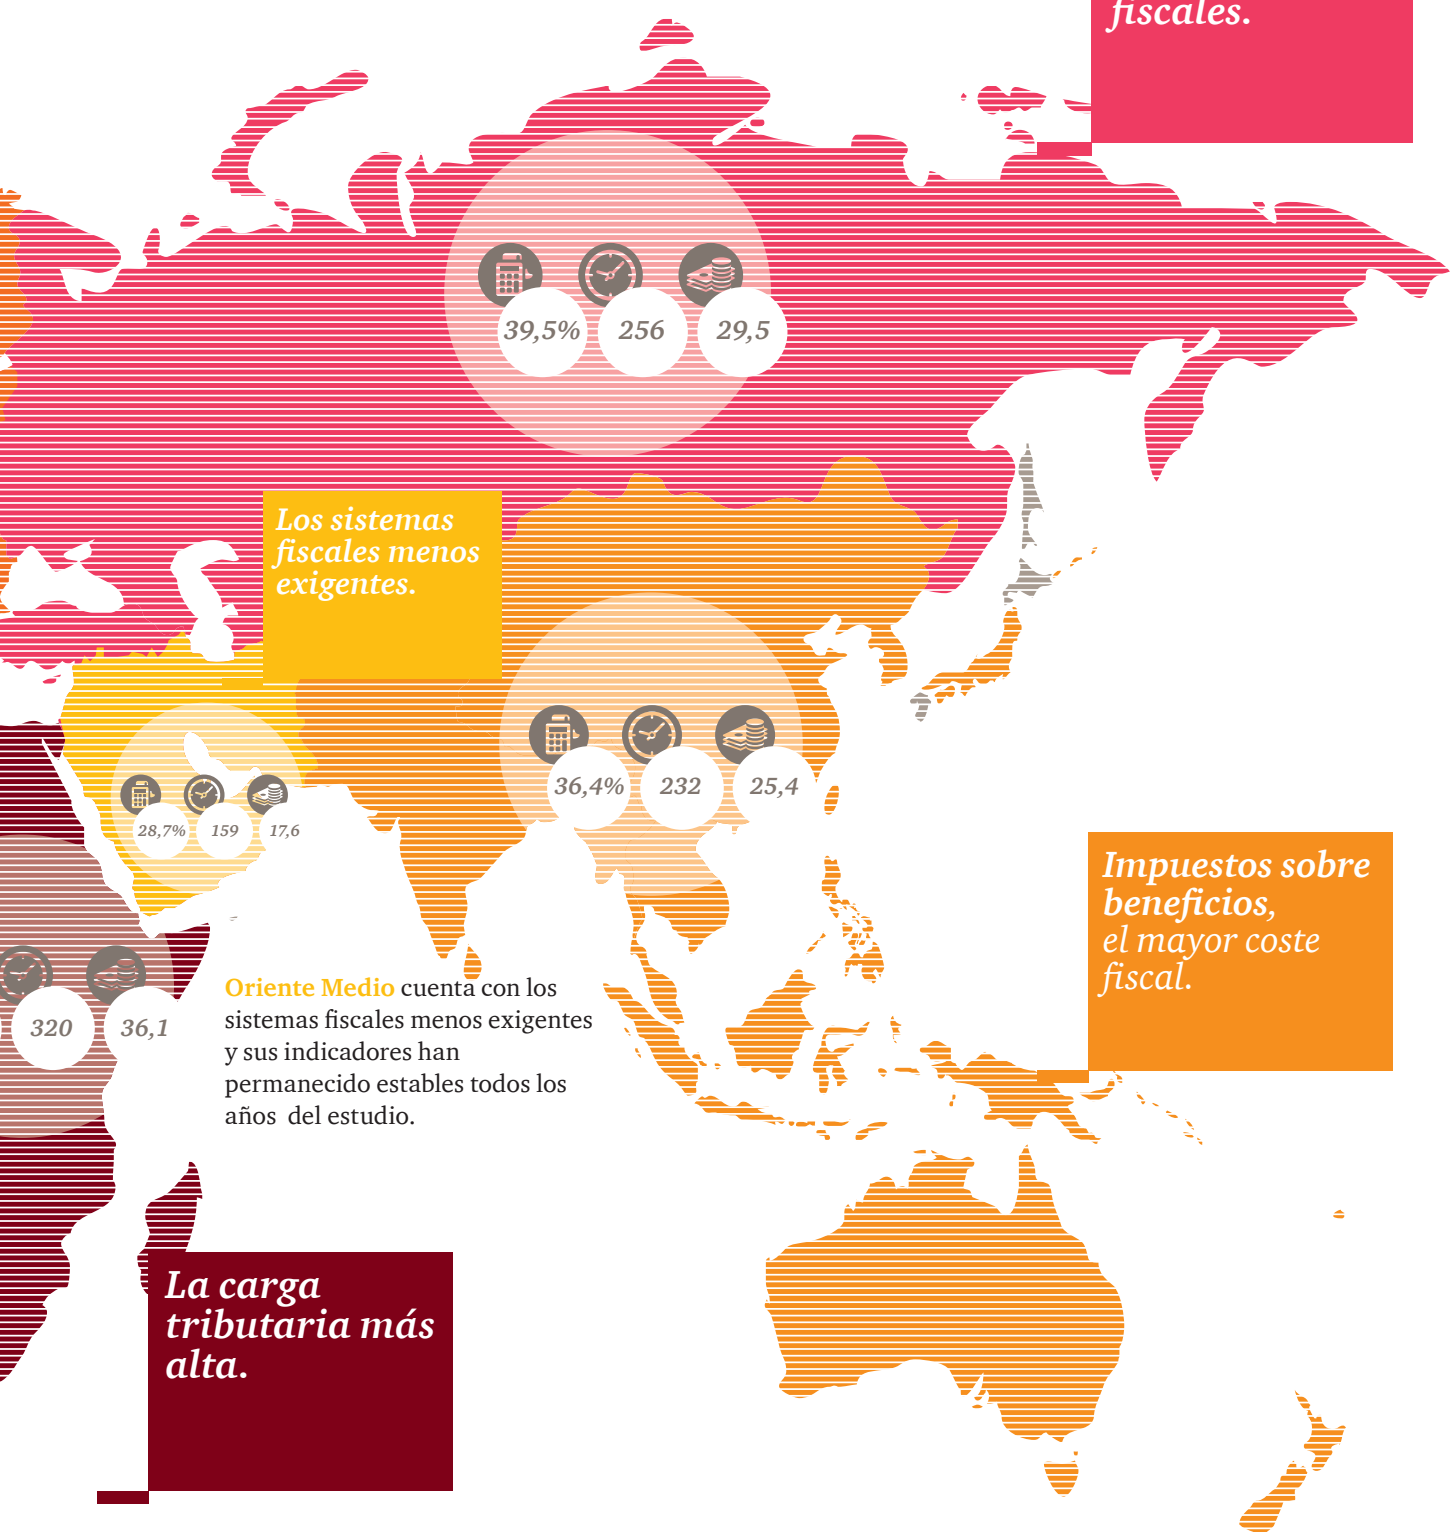 fiscales.
39,5% 256 29,5
Los sistemas
fiscales menos
exigentes.
36,4% 232 25,4
28,7% 159 17,6
Impuestos sobre
beneficios,
el mayor coste
fiscal.
320 36,1
Oriente Medio cuenta con los
sistemas fiscales menos exigentes
y sus indicadores han
permanecido estables todos los
años  del estudio.
La carga
tributaria más
alta.